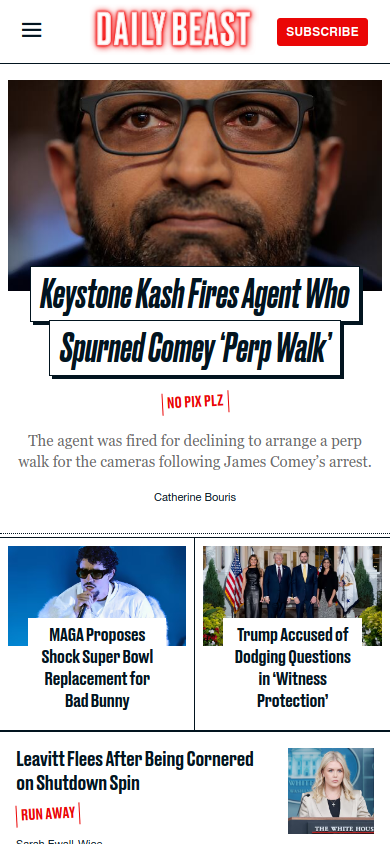 DAILY BEAST
SUBSCRIBE
Keystone Kash Fires Agent Who
Spurned Comey ‘Perp Walk’
NO PIX PLZ
The agent was fired for declining to arrange a perp
walk for the cameras following James Comey’s arrest.
Catherine Bouris
MAGA Proposes
Shock Super Bowl
Replacement for
Bad Bunny
Trump Accused of
Dodging Questions
in ‘Witness
Protection’
Leavitt Flees After Being Cornered
on Shutdown Spin
RUN AWAY
THE WHITE HOUS
Sarah Ewall-Wice